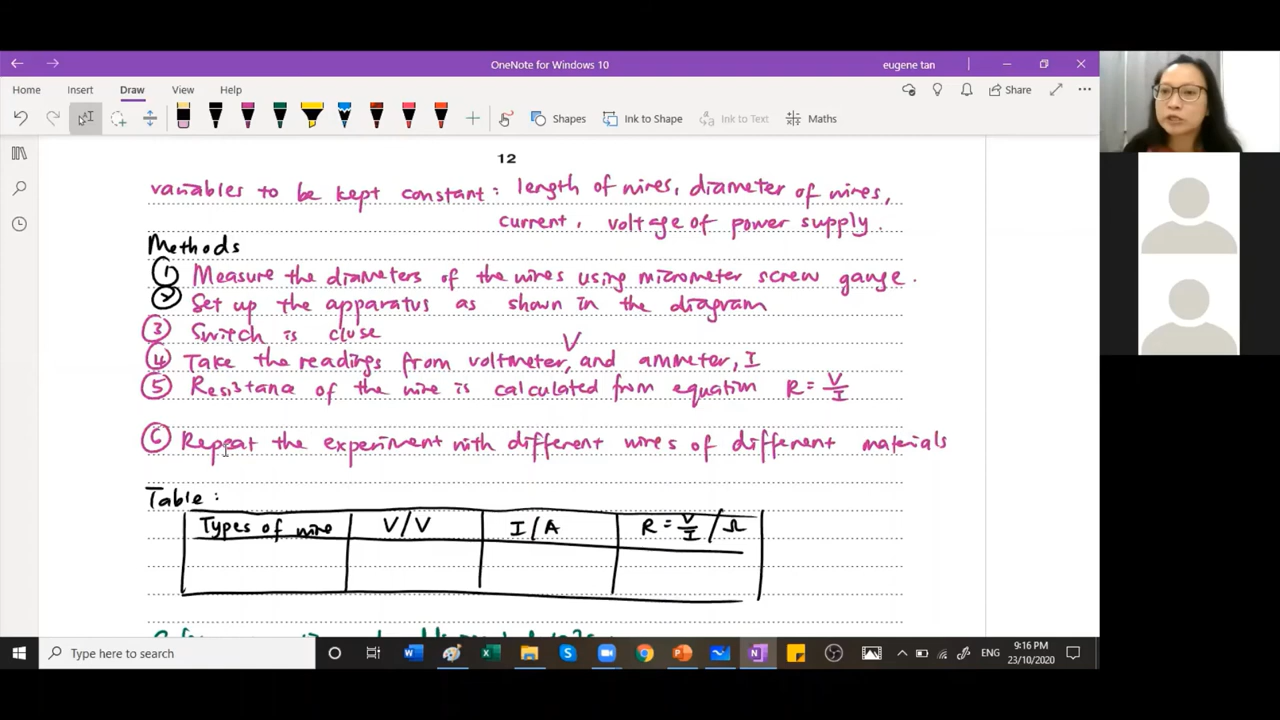 OneNote for Windows 10
eugene tan
Home Insert Draw View Help
Share
Shapes Ink to Shape Ink to Text Maths
12
variables to be kept constant: length of wires, diameter of wires,
current, voltage of power supply.
Methods
① Measure the diameters of the wires using micrometer screw gauge.
② Set up the apparatus as shown in the diagram
③ Switch is close
④ Take the readings from voltmeter, V and ammeter, I
⑤ Resistance of the wire is calculated from equation R = V/I
⑥ Repeat the experiment with different wires of different materials
Table:
Types of wire V/V I/A R = V/I /Ω
Type here to search
ENG
9:16 PM
23/10/2020